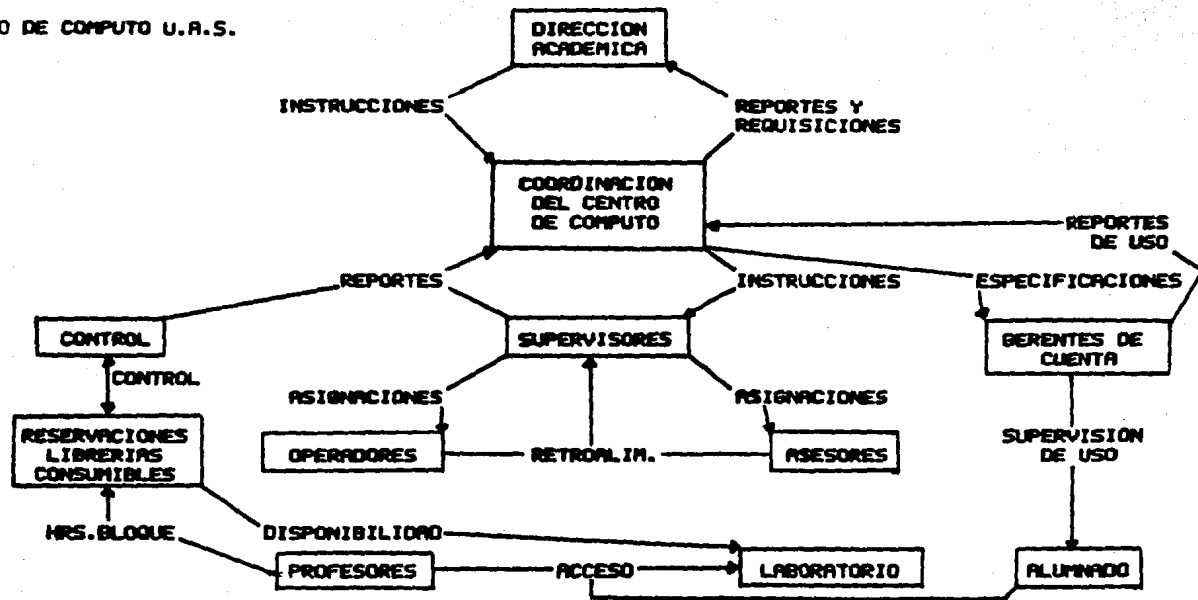 O DE COMPUTO U.A.S.
DIRECCION
ACADEMICA
INSTRUCCIONES
REPORTES Y
REQUISICIONES
COORDINACION
DEL CENTRO
DE COMPUTO
REPORTES
DE USO
REPORTES
INSTRUCCIONES
ESPECIFICACIONES
CONTROL
SUPERVISORES
GERENTES DE
CUENTA
CONTROL
ASIGNACIONES
ASIGNACIONES
RESERVACIONES
LIBRERIAS
CONSUMIBLES
OPERADORES
RETROALIM.
ASESORES
SUPERVISION
DE USO
HRS.BLOQUE
DISPONIBILIDAD
PROFESORES
ACCESO
LABORATORIO
ALUMNADO